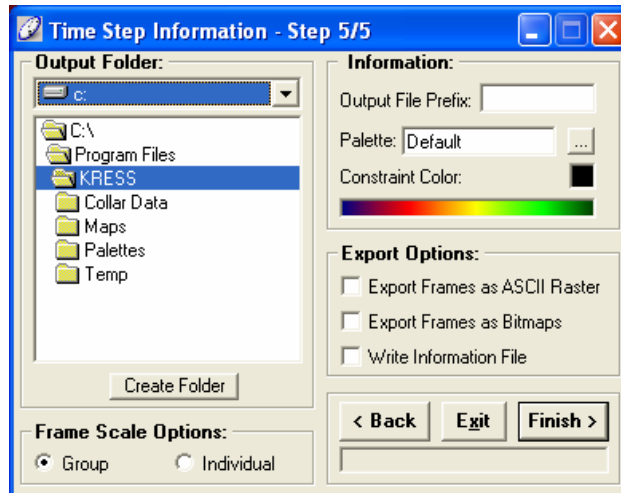 Time Step Information - Step 5/5
Output Folder:
c:
C:\
Program Files
KRESS
Collar Data
Maps
Palettes
Temp
Create Folder
Frame Scale Options:
Group Individual
Information:
Output File Prefix:
Palette: Default ...
Constraint Color:
Export Options:
Export Frames as ASCII Raster
Export Frames as Bitmaps
Write Information File
< Back Exit Finish >